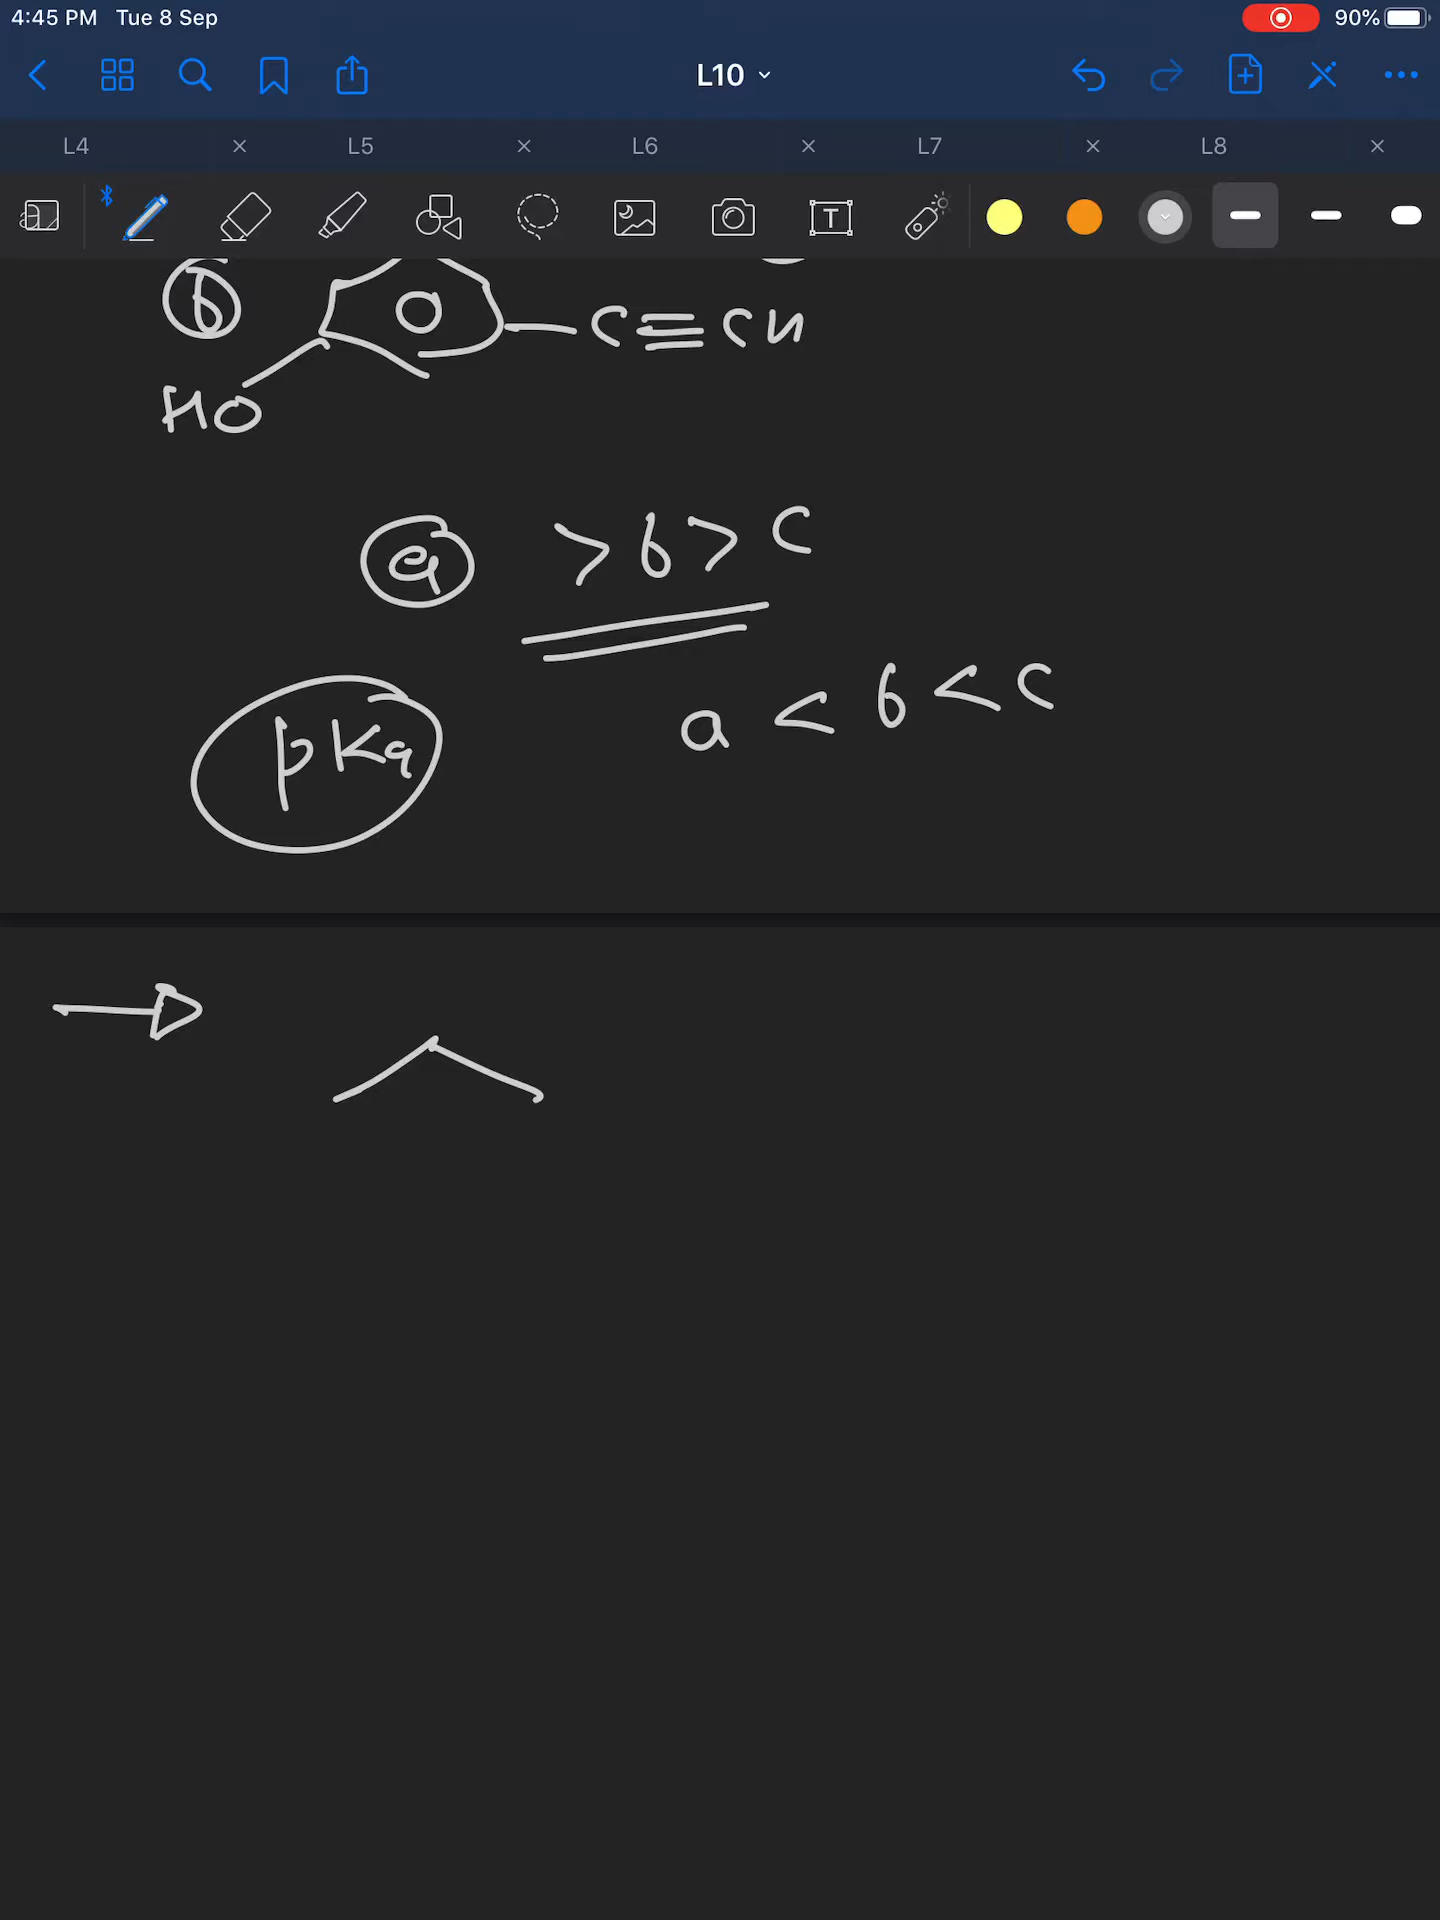 4:45 PM Tue 8 Sep 90%
L10
L4 × L5 × L6 × L7 × L8 ×
T
b
C≡CH
HO
a > b > c
pKa
a < b < c